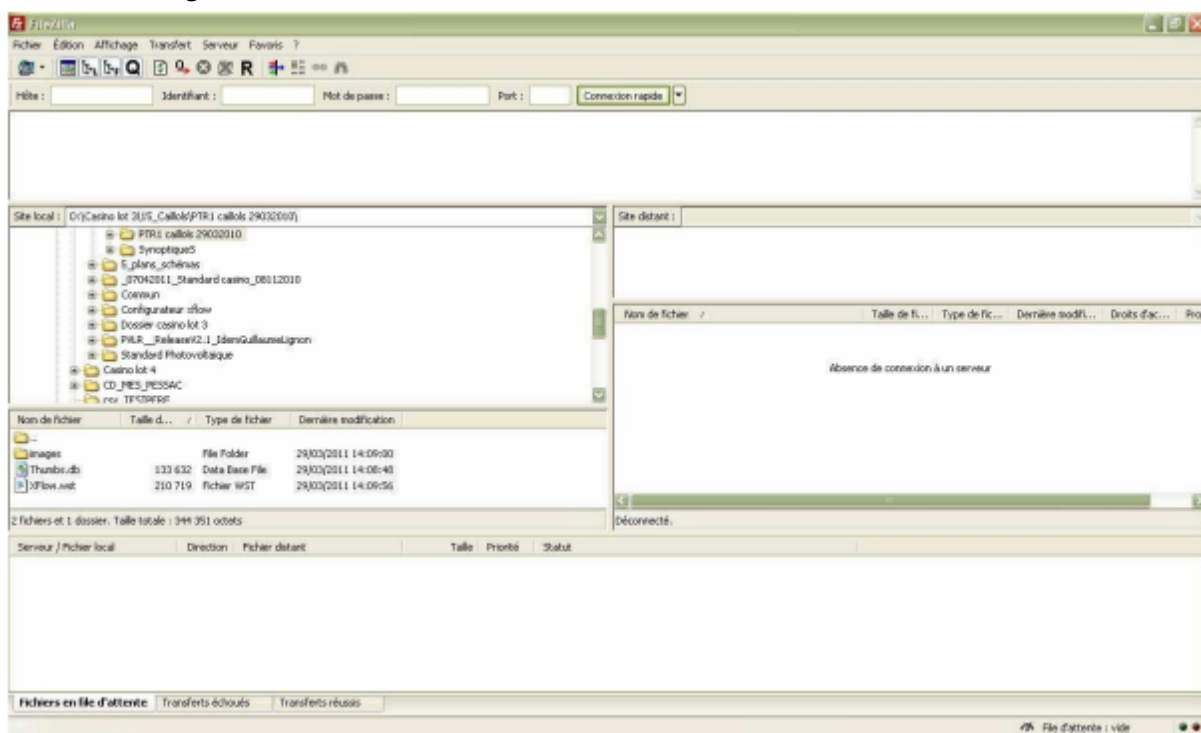 FileZilla
Fichier Édition Affichage Transfert Serveur Favoris ?
Hôte : Identifiant : Mot de passe : Port : Connexion rapide
Site local : D:\Casino lot 3\US_Caillols\PTR1 caillols 29032010\
Site distant :
PTR1 caillols 29032010
Synoptique5
5_plans_schémas
_07042011_Standard casino_08112010
Commun
Configurateur xflow
Dossier casino lot 3
PVLR__ReleaseV2.1_IdemGuillaumeLignon
Standard Photovoltaique
Casino lot 4
CD_MES_PESSAC
csv_TESTPERF
Nom de fichier Taille de fi... Type de fic... Dernière modifi... Droits d'ac... Pro
Absence de connexion à un serveur
Nom de fichier Taille d... Type de fichier Dernière modification
..
images File Folder 29/03/2011 14:09:00
Thumbs.db 133 632 Data Base File 29/03/2011 14:08:48
XFlow.wst 210 719 Fichier WST 29/03/2011 14:09:56
2 fichiers et 1 dossier. Taille totale : 344 351 octets
Déconnecté.
Serveur / Fichier local Direction Fichier distant Taille Priorité Statut
Fichiers en file d'attente Transferts échoués Transferts réussis
File d'attente : vide